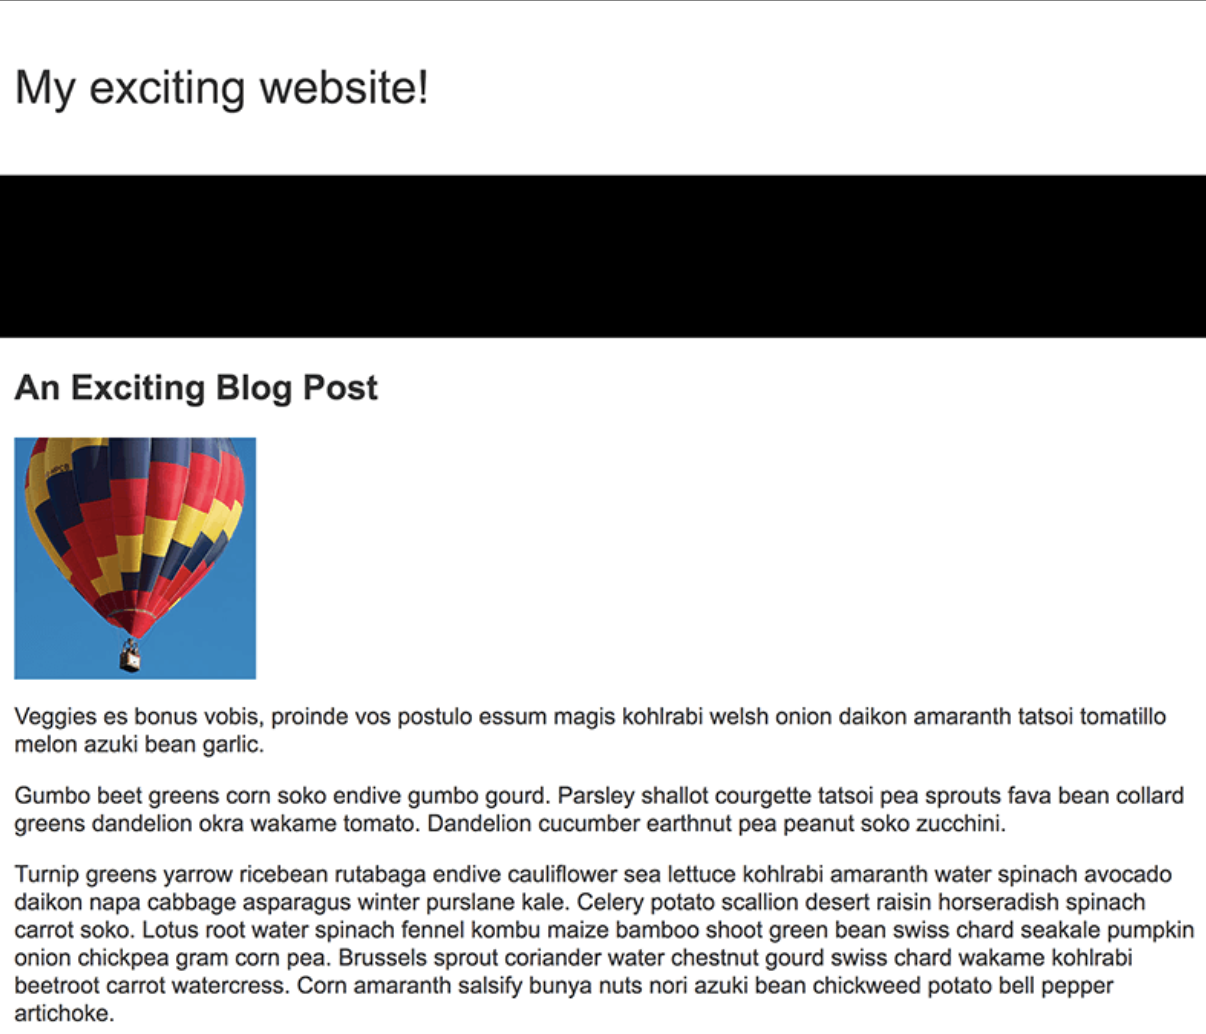 My exciting website!
An Exciting Blog Post
Veggies es bonus vobis, proinde vos postulo essum magis kohlrabi welsh onion daikon amaranth tatsoi tomatillo
melon azuki bean garlic.
Gumbo beet greens corn soko endive gumbo gourd. Parsley shallot courgette tatsoi pea sprouts fava bean collard
greens dandelion okra wakame tomato. Dandelion cucumber earthnut pea peanut soko zucchini.
Turnip greens yarrow ricebean rutabaga endive cauliflower sea lettuce kohlrabi amaranth water spinach avocado
daikon napa cabbage asparagus winter purslane kale. Celery potato scallion desert raisin horseradish spinach
carrot soko. Lotus root water spinach fennel kombu maize bamboo shoot green bean swiss chard seakale pumpkin
onion chickpea gram corn pea. Brussels sprout coriander water chestnut gourd swiss chard wakame kohlrabi
beetroot carrot watercress. Corn amaranth salsify bunya nuts nori azuki bean chickweed potato bell pepper
artichoke.